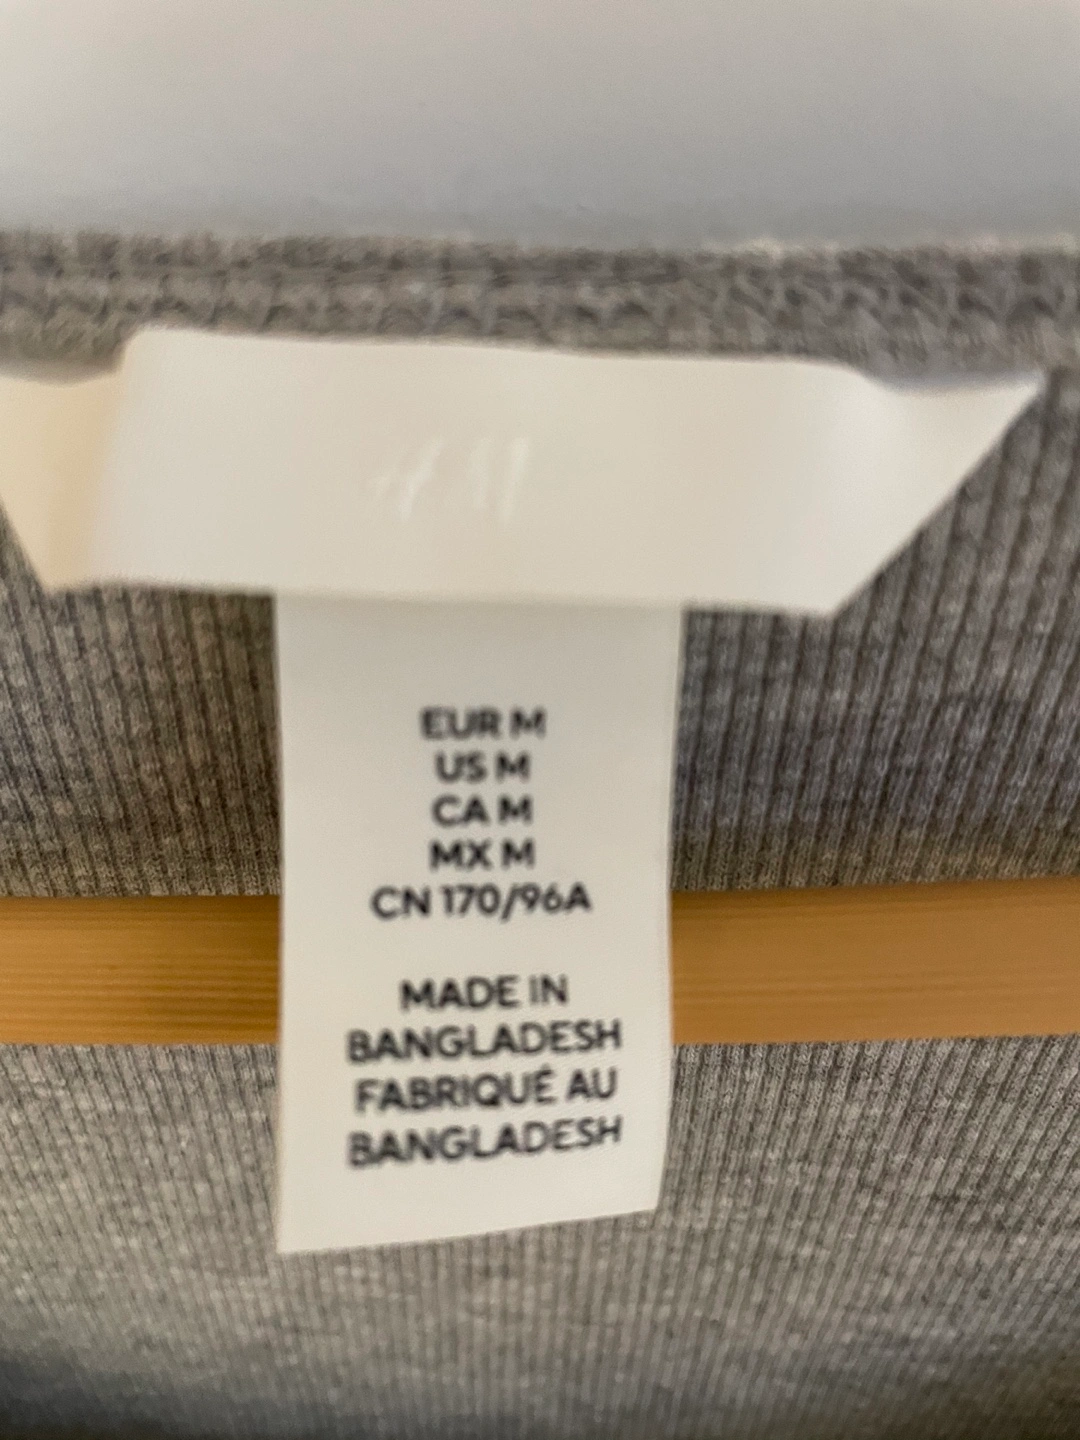 EUR M
US M
CA M
MX M
CN 170/96A
MADE IN
BANGLADESH
FABRIQUÉ AU
BANGLADESH